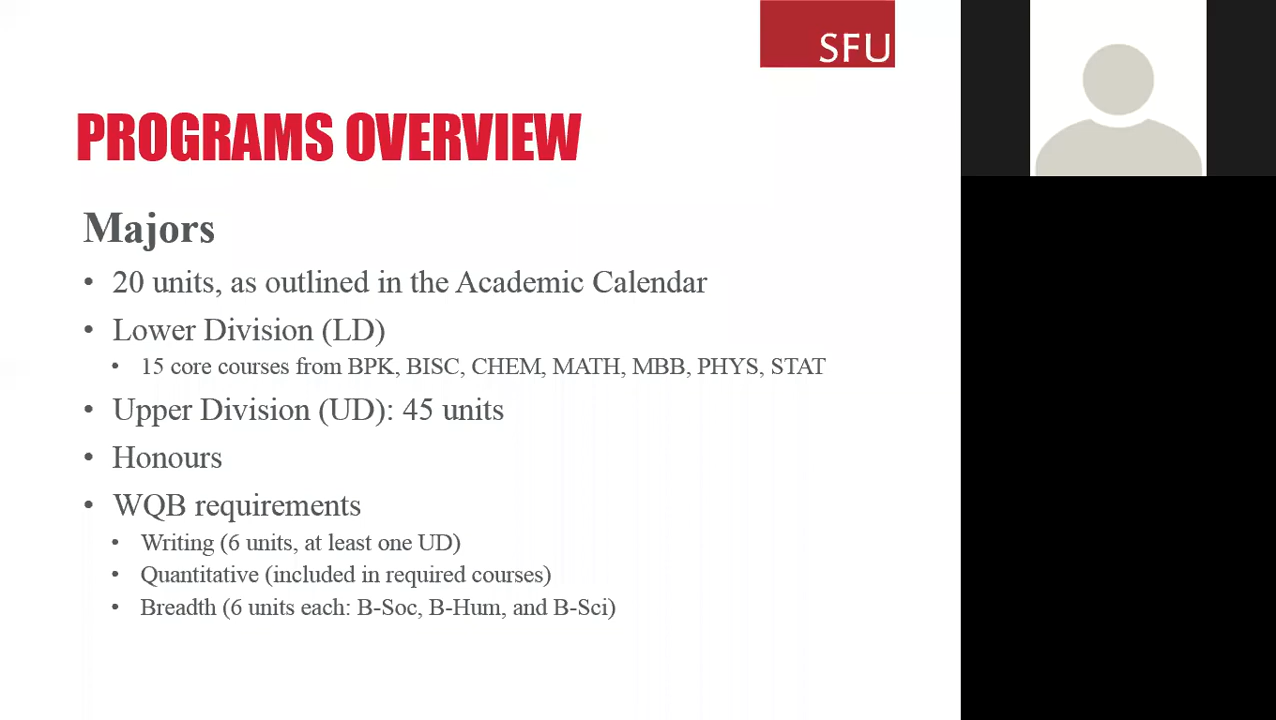 SFU
PROGRAMS OVERVIEW
Majors
• 20 units, as outlined in the Academic Calendar
• Lower Division (LD)
• 15 core courses from BPK, BISC, CHEM, MATH, MBB, PHYS, STAT
• Upper Division (UD): 45 units
• Honours
• WQB requirements
• Writing (6 units, at least one UD)
• Quantitative (included in required courses)
• Breadth (6 units each: B-Soc, B-Hum, and B-Sci)